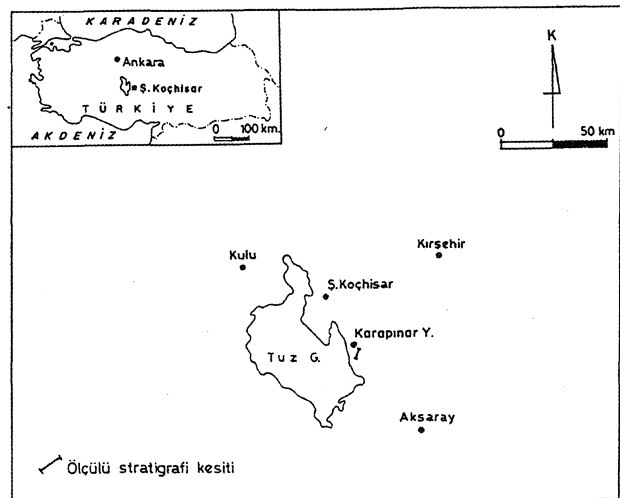 KARADENİZ
Ankara
Ş. Koçhisar
TÜRKİYE
AKDENİZ
0 100 km.
K
0 50 km
Kulu
Kırşehir
Ş.Koçhisar
Karapınar Y.
Tuz G.
Aksaray
Ölçülü stratigrafi kesiti